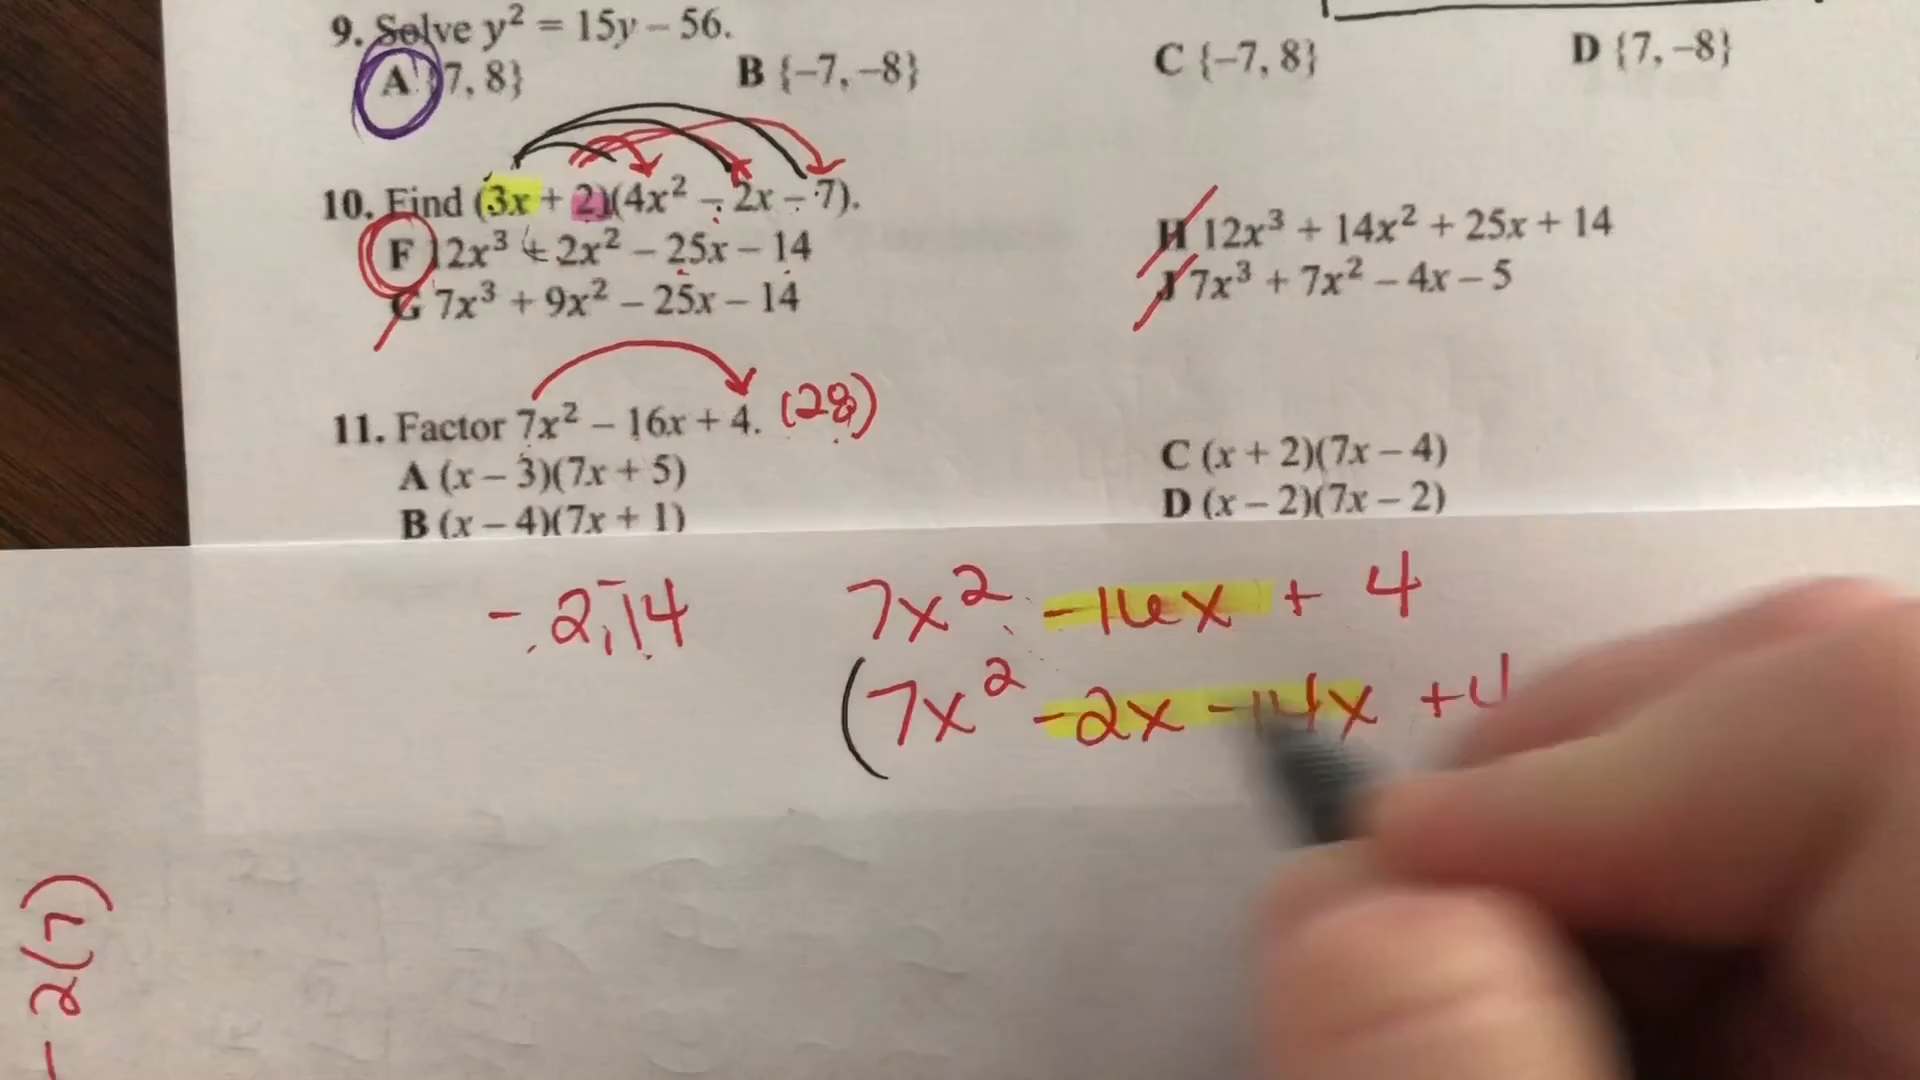 9. Solve y² = 15y – 56.
A {7, 8} B {–7, –8} C {–7, 8} D {7, –8}
10. Find (3x + 2)(4x² – 2x – 7).
F 12x³ + 2x² – 25x – 14 H 12x³ + 14x² + 25x + 14
G 7x³ + 9x² – 25x – 14 J 7x³ + 7x² – 4x – 5
11. Factor 7x² – 16x + 4. (28)
A (x – 3)(7x + 5) C (x + 2)(7x – 4)
B (x – 4)(7x + 1) D (x – 2)(7x – 2)
-2, -14 7x² -16x + 4
(7x² -2x -14x +4
- 2(7)